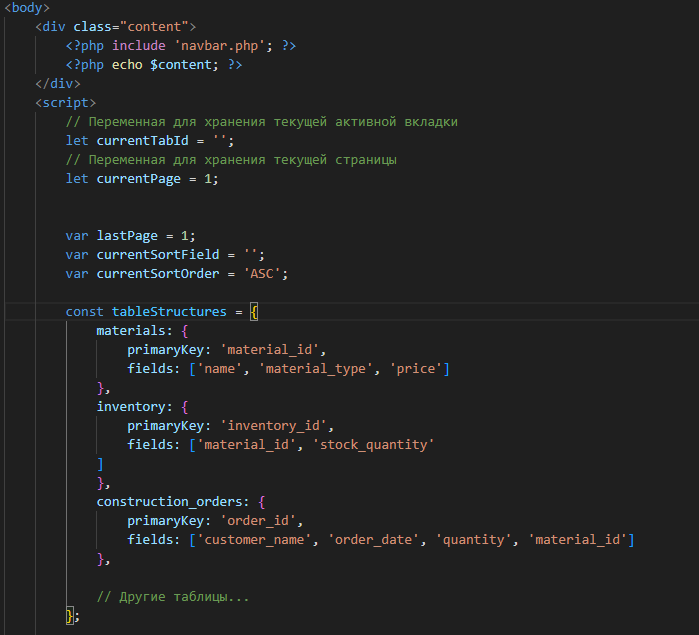 <body>
<div class="content">
<?php include 'navbar.php'; ?>
<?php echo $content; ?>
</div>
<script>
// Переменная для хранения текущей активной вкладки
let currentTabId = '';
// Переменная для хранения текущей страницы
let currentPage = 1;
var lastPage = 1;
var currentSortField = '';
var currentSortOrder = 'ASC';
const tableStructures = {
materials: {
primaryKey: 'material_id',
fields: ['name', 'material_type', 'price']
},
inventory: {
primaryKey: 'inventory_id',
fields: ['material_id', 'stock_quantity'
]
},
construction_orders: {
primaryKey: 'order_id',
fields: ['customer_name', 'order_date', 'quantity', 'material_id']
},
// Другие таблицы...
};